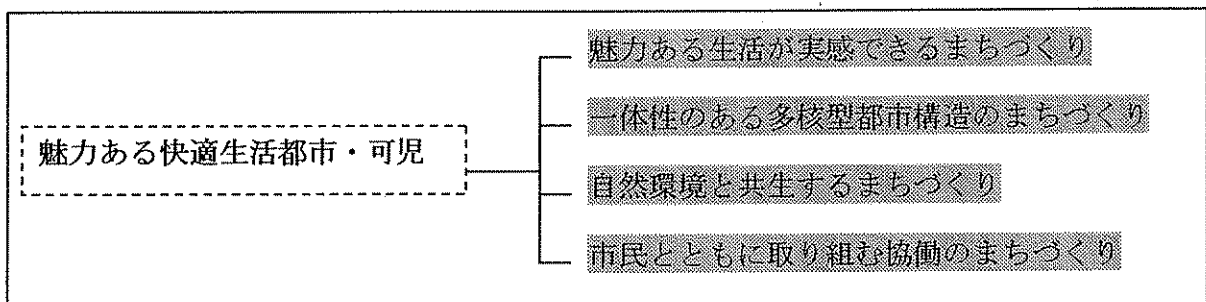 魅力ある生活が実感できるまちづくり
一体性のある多核型都市構造のまちづくり
魅力ある快適生活都市・可児
自然環境と共生するまちづくり
市民とともに取り組む協働のまちづくり